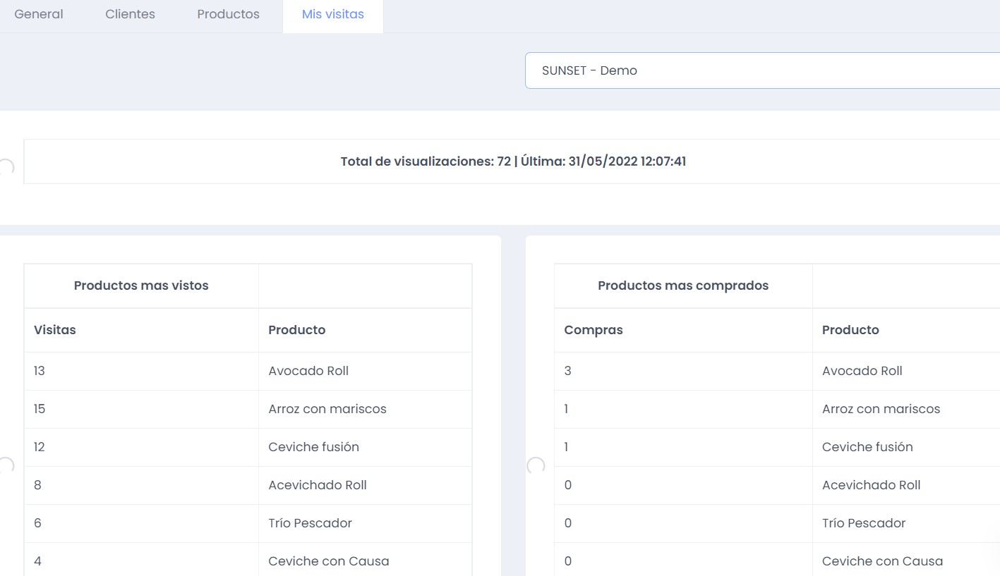 General Clientes Productos Mis visitas
SUNSET - Demo
Total de visualizaciones: 72 | Última: 31/05/2022 12:07:41
Productos mas vistos
Visitas Producto
13 Avocado Roll
15 Arroz con mariscos
12 Ceviche fusión
8 Acevichado Roll
6 Trío Pescador
4 Ceviche con Causa
Productos mas comprados
Compras Producto
3 Avocado Roll
1 Arroz con mariscos
1 Ceviche fusión
0 Acevichado Roll
0 Trío Pescador
0 Ceviche con Causa